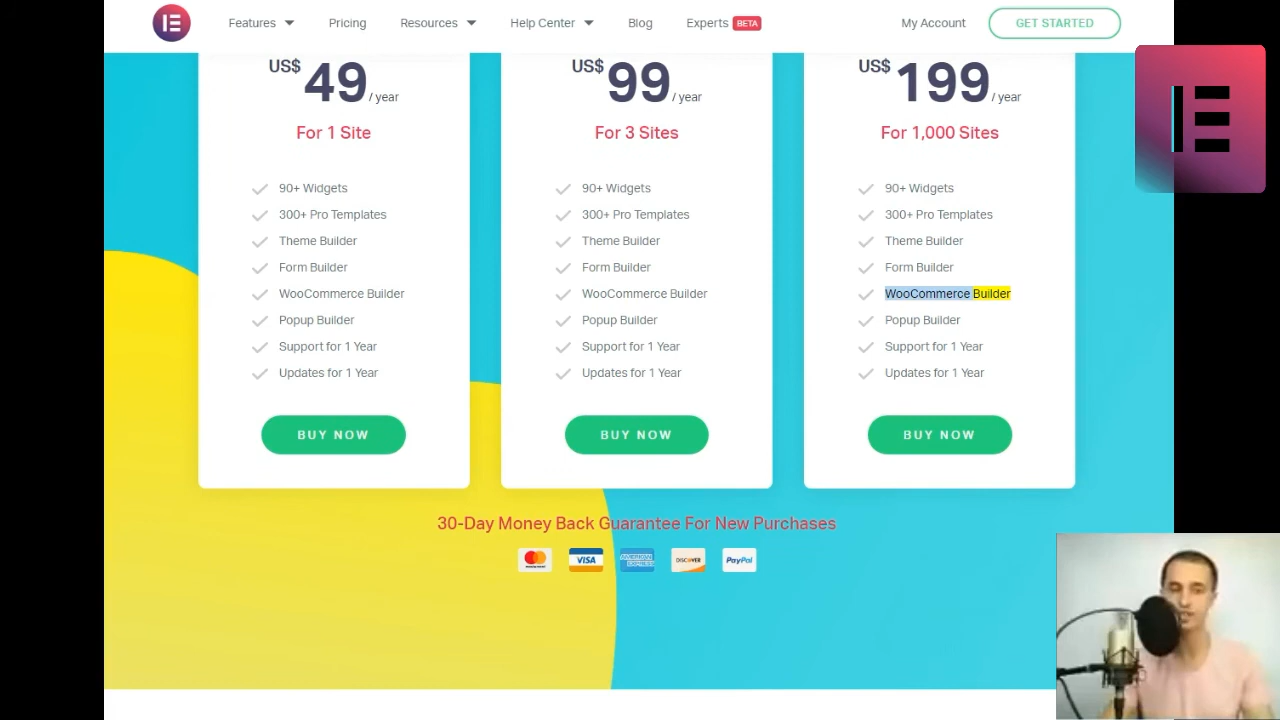 Features Pricing Resources Help Center Blog Experts BETA My Account GET STARTED
US$ 49 / year
For 1 Site
90+ Widgets
300+ Pro Templates
Theme Builder
Form Builder
WooCommerce Builder
Popup Builder
Support for 1 Year
Updates for 1 Year
BUY NOW
US$ 99 / year
For 3 Sites
90+ Widgets
300+ Pro Templates
Theme Builder
Form Builder
WooCommerce Builder
Popup Builder
Support for 1 Year
Updates for 1 Year
BUY NOW
US$ 199 / year
For 1,000 Sites
90+ Widgets
300+ Pro Templates
Theme Builder
Form Builder
WooCommerce Builder
Popup Builder
Support for 1 Year
Updates for 1 Year
BUY NOW
30-Day Money Back Guarantee For New Purchases
VISA AMERICAN EXPRESS DISCOVER PayPal